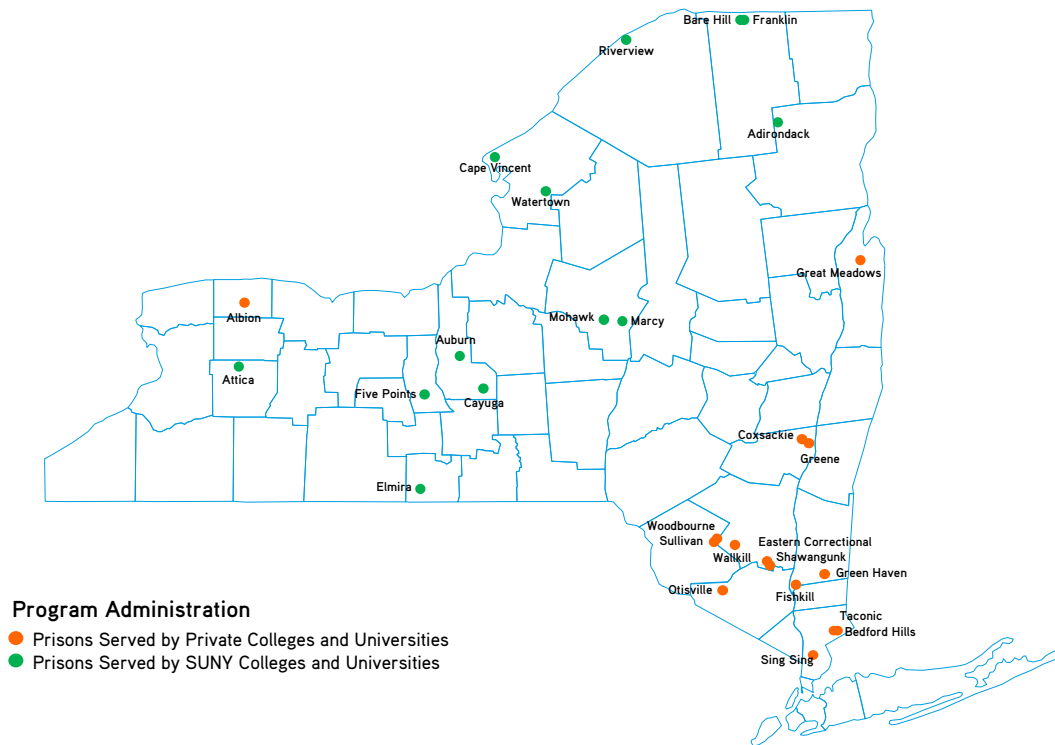 Bare Hill
Franklin
Riverview
Adirondack
Cape Vincent
Watertown
Great Meadows
Albion
Mohawk
Marcy
Auburn
Attica
Five Points
Cayuga
Coxsackie
Greene
Elmira
Woodbourne
Sullivan
Wallkill
Eastern Correctional
Shawangunk
Green Haven
Otisville
Fishkill
Taconic
Bedford Hills
Sing Sing
Program Administration
Prisons Served by Private Colleges and Universities
Prisons Served by SUNY Colleges and Universities